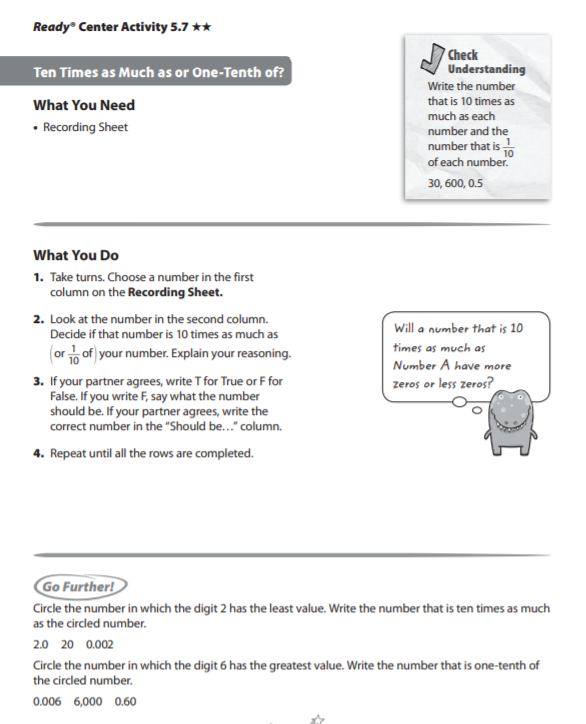 Ready® Center Activity 5.7 ★★
Ten Times as Much as or One-Tenth of?
What You Need
• Recording Sheet
Check
Understanding
Write the number
that is 10 times as
much as each
number and the
number that is 1/10
of each number.
30, 600, 0.5
What You Do
1. Take turns. Choose a number in the first
column on the Recording Sheet.
2. Look at the number in the second column.
Decide if that number is 10 times as much as
(or 1/10 of) your number. Explain your reasoning.
3. If your partner agrees, write T for True or F for
False. If you write F, say what the number
should be. If your partner agrees, write the
correct number in the “Should be…” column.
4. Repeat until all the rows are completed.
Will a number that is 10
times as much as
Number A have more
zeros or less zeros?
Go Further!
Circle the number in which the digit 2 has the least value. Write the number that is ten times as much
as the circled number.
2.0 20 0.002
Circle the number in which the digit 6 has the greatest value. Write the number that is one-tenth of
the circled number.
0.006 6,000 0.60